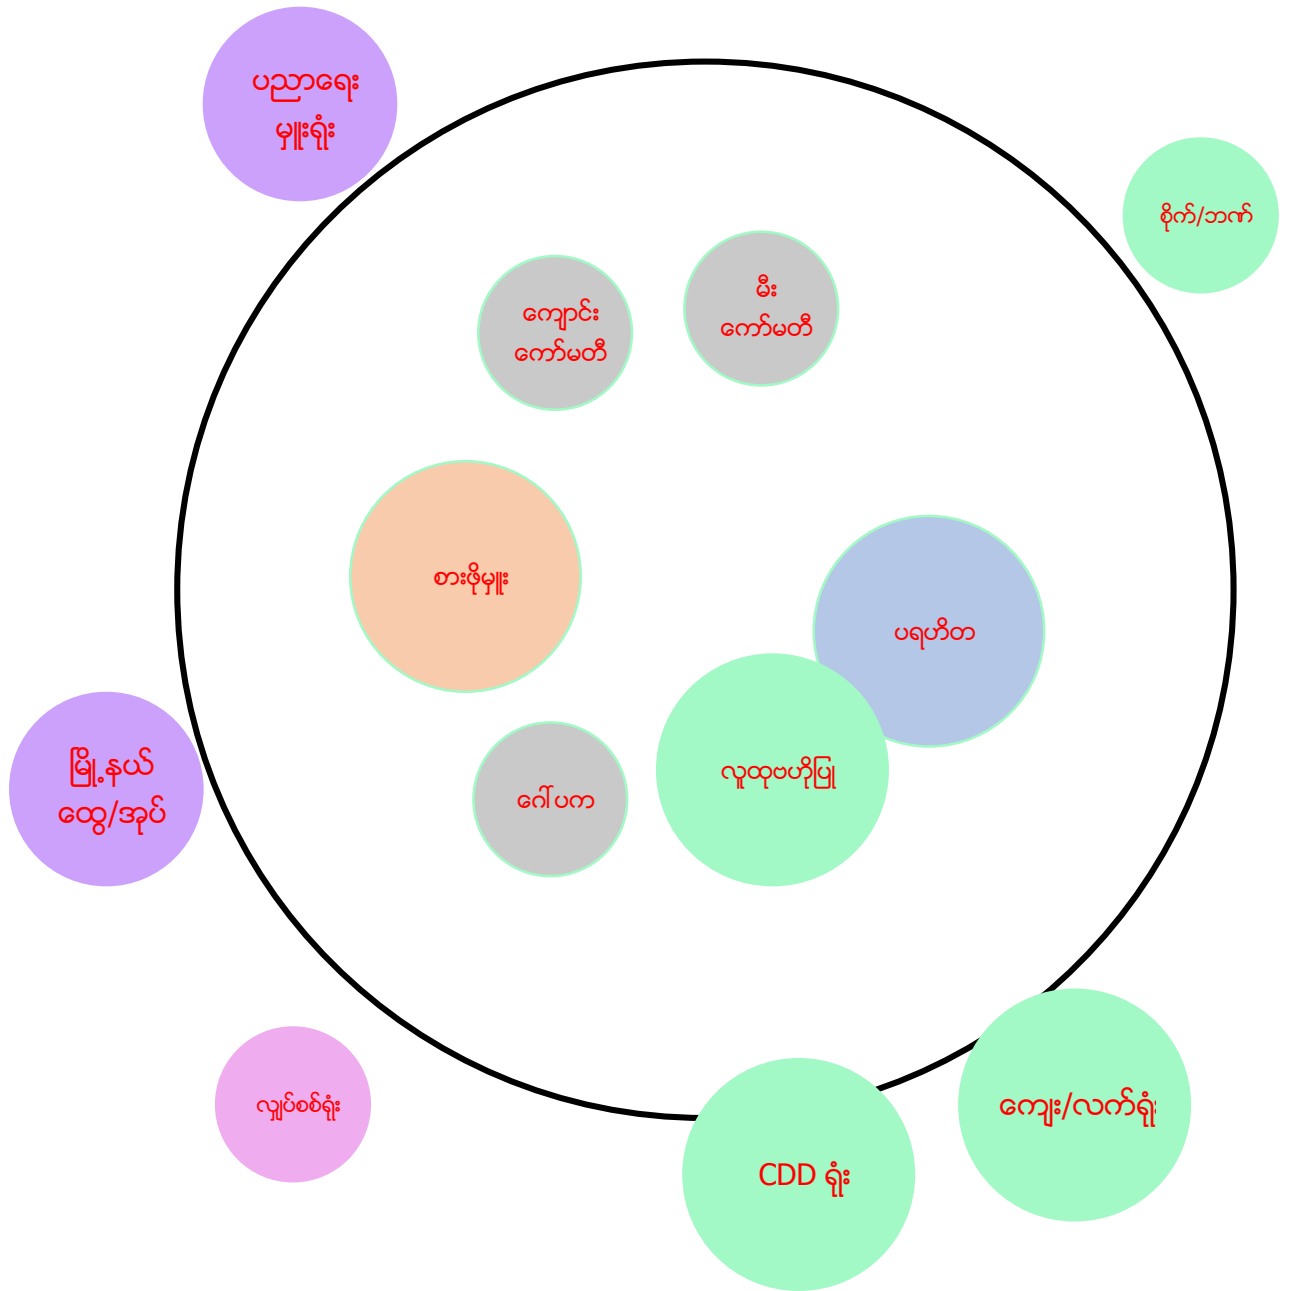 ပညာရေး
မှူးရုံး
စိုက်/ဘဏ်
မီး
ကော်မတီ
ကျောင်း
ကော်မတီ
စားဖိုမှူး
ပရဟိတ
မြို့နယ်
ထွေ/အုပ်
လူထုဗဟိုပြု
ဂေါပက
လျှပ်စစ်ရုံး
ကျေး/လက်ရုံး
CDD ရုံး